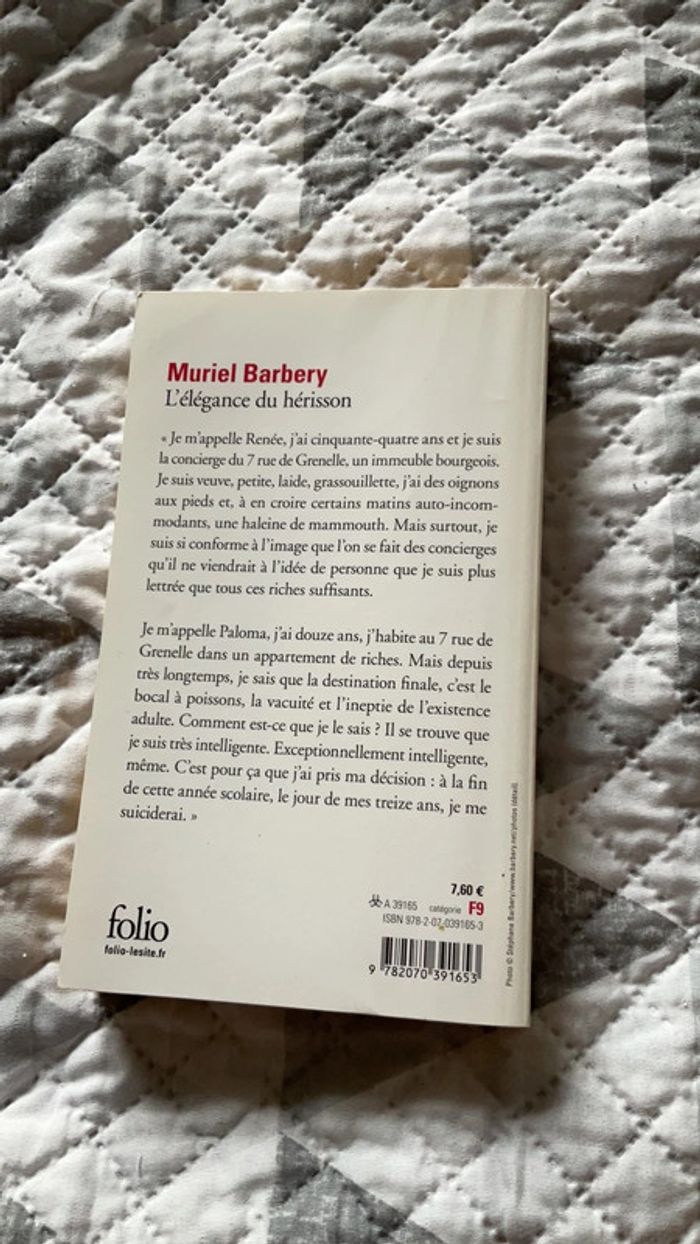 Muriel Barbery
L'élégance du hérisson
« Je m'appelle Renée, j'ai cinquante-quatre ans et je suis
la concierge du 7 rue de Grenelle, un immeuble bourgeois.
Je suis veuve, petite, laide, grassouillette, j'ai des oignons
aux pieds et, à en croire certains matins auto-incom-
modants, une haleine de mammouth. Mais surtout, je
suis si conforme à l'image que l'on se fait des concierges
qu'il ne viendrait à l'idée de personne que je suis plus
lettrée que tous ces riches suffisants.
Je m'appelle Paloma, j'ai douze ans, j'habite au 7 rue de
Grenelle dans un appartement de riches. Mais depuis
très longtemps, je sais que la destination finale, c'est le
bocal à poissons, la vacuité et l'ineptie de l'existence
adulte. Comment est-ce que je le sais ? Il se trouve que
je suis très intelligente. Exceptionnellement intelligente,
même. C'est pour ça que j'ai pris ma décision : à la fin
de cette année scolaire, le jour de mes treize ans, je me
suiciderai. »
7,60 €
A 39165 catégorie F9
ISBN 978-2-07-039165-3
folio
folio-lesite.fr
9 782070 391653
Photo © Stéphane Barbery/www.barbery.net/photos (détail).